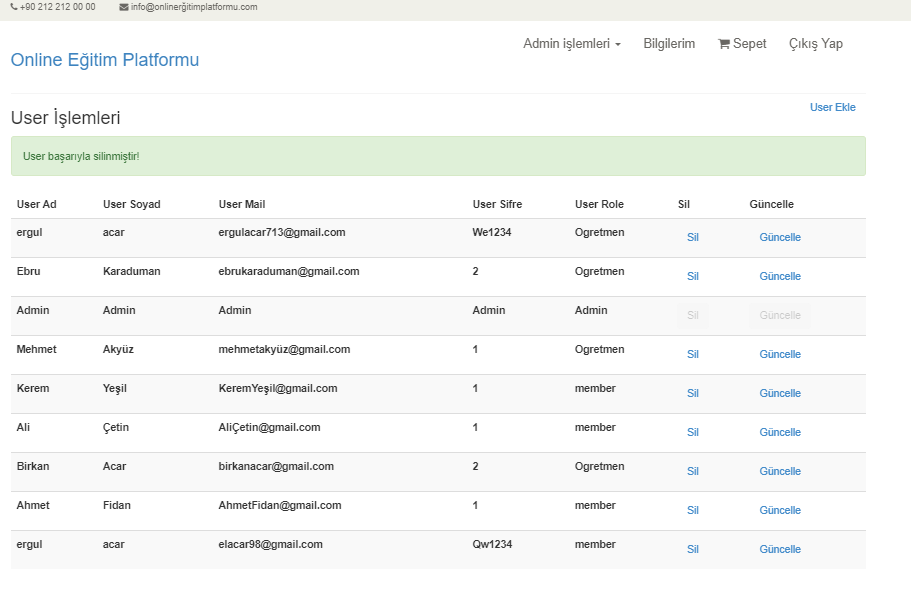 +90 212 212 00 00 info@onlinerğitimplatformu.com
Admin işlemleri Bilgilerim Sepet Çıkış Yap
Online Eğitim Platformu
User Ekle
User İşlemleri
User başarıyla silinmiştir!
User Ad User Soyad User Mail User Sifre User Role Sil Güncelle
ergul acar ergulacar713@gmail.com We1234 Ogretmen Sil Güncelle
Ebru Karaduman ebrukaraduman@gmail.com 2 Ogretmen Sil Güncelle
Admin Admin Admin Admin Admin Sil Güncelle
Mehmet Akyüz mehmetakyüz@gmail.com 1 Ogretmen Sil Güncelle
Kerem Yeşil KeremYeşil@gmail.com 1 member Sil Güncelle
Ali Çetin AliÇetin@gmail.com 1 member Sil Güncelle
Birkan Acar birkanacar@gmail.com 2 Ogretmen Sil Güncelle
Ahmet Fidan AhmetFidan@gmail.com 1 member Sil Güncelle
ergul acar elacar98@gmail.com Qw1234 member Sil Güncelle